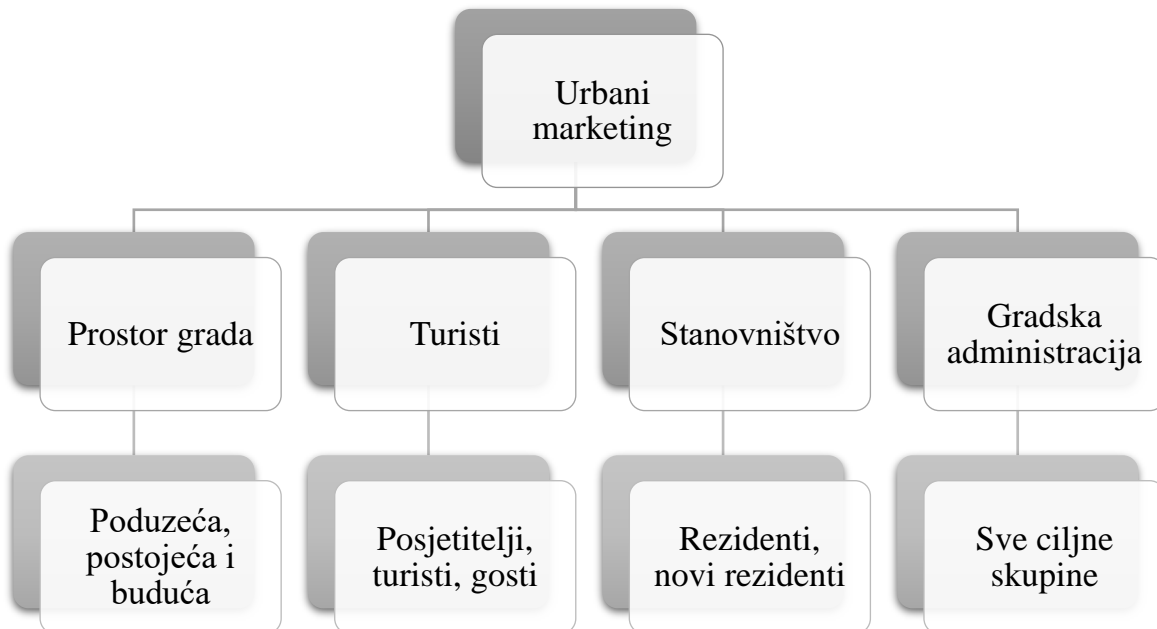 Urbani
marketing
Prostor grada
Turisti
Stanovništvo
Gradska
administracija
Poduzeća,
postojeća i
buduća
Posjetitelji,
turisti, gosti
Rezidenti,
novi rezidenti
Sve ciljne
skupine